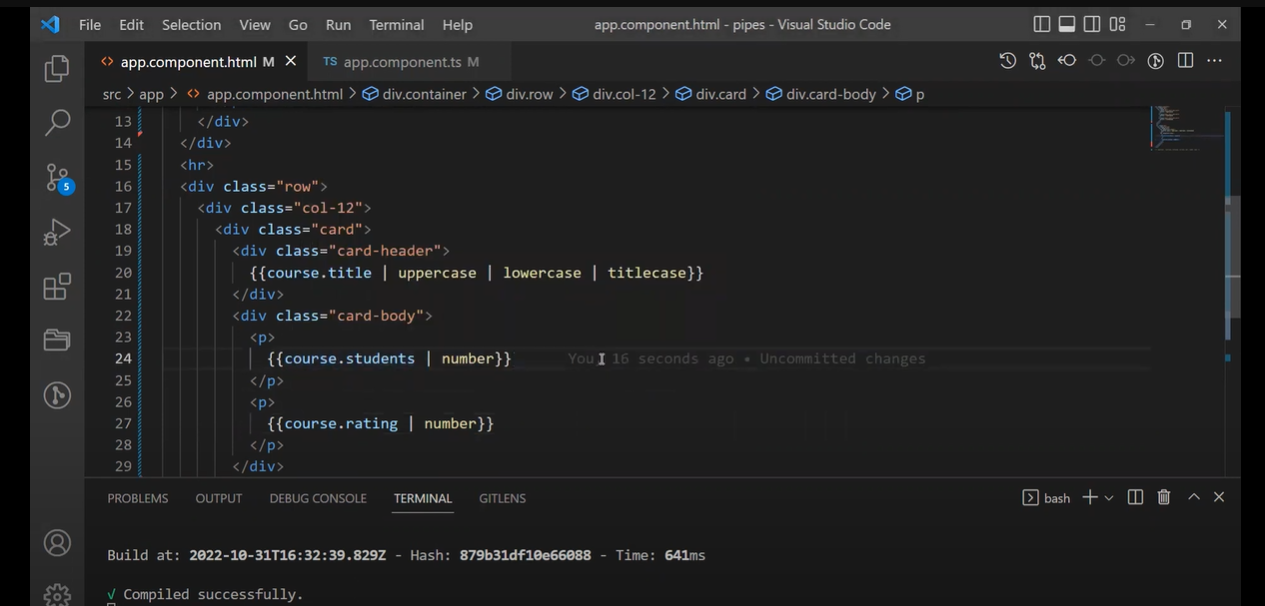 File Edit Selection View Go Run Terminal Help app.component.html - pipes - Visual Studio Code
app.component.html M TS app.component.ts M
src > app > app.component.html > div.container > div.row > div.col-12 > div.card > div.card-body > p
13 </div>
14 </div>
15 <hr>
16 <div class="row">
17 <div class="col-12">
18 <div class="card">
19 <div class="card-header">
20 {{course.title | uppercase | lowercase | titlecase}}
21 </div>
22 <div class="card-body">
23 <p>
24 {{course.students | number}} You, 16 seconds ago • Uncommitted changes
25 </p>
26 <p>
27 {{course.rating | number}}
28 </p>
29 </div>
5
PROBLEMS OUTPUT DEBUG CONSOLE TERMINAL GITLENS bash
Build at: 2022-10-31T16:32:39.829Z - Hash: 879b31df10e66088 - Time: 641ms
√ Compiled successfully.